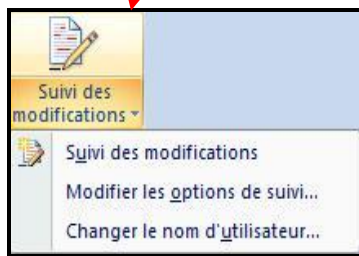 Suivi des
modifications
Suivi des modifications
Modifier les options de suivi...
Changer le nom d'utilisateur...